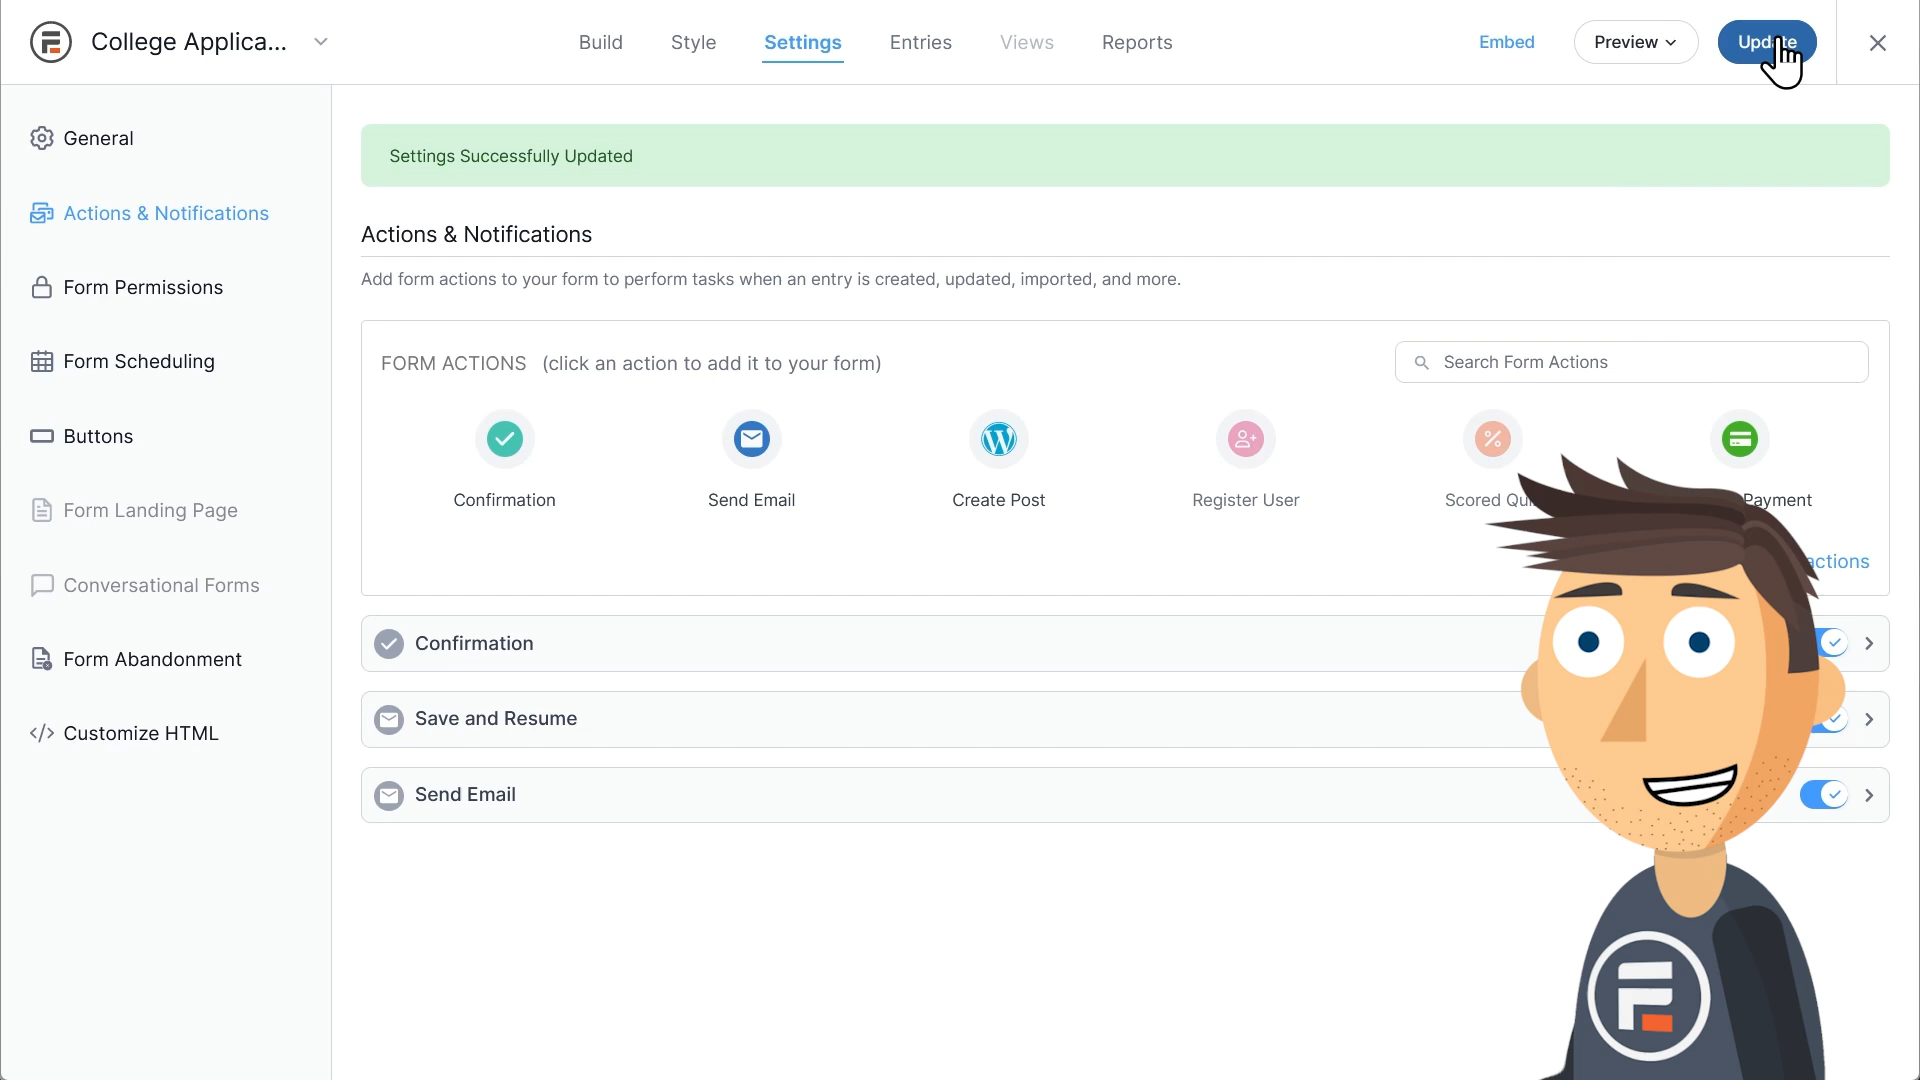 College Applica...
Build
Style
Settings
Entries
Views
Reports
Embed
Preview
Update
General
Actions & Notifications
Form Permissions
Form Scheduling
Buttons
Form Landing Page
Conversational Forms
Form Abandonment
Customize HTML
Settings Successfully Updated
Actions & Notifications
Add form actions to your form to perform tasks when an entry is created, updated, imported, and more.
FORM ACTIONS (click an action to add it to your form)
Search Form Actions
Confirmation
Send Email
Create Post
Register User
Scored
Payment
actions
Confirmation
Save and Resume
Send Email